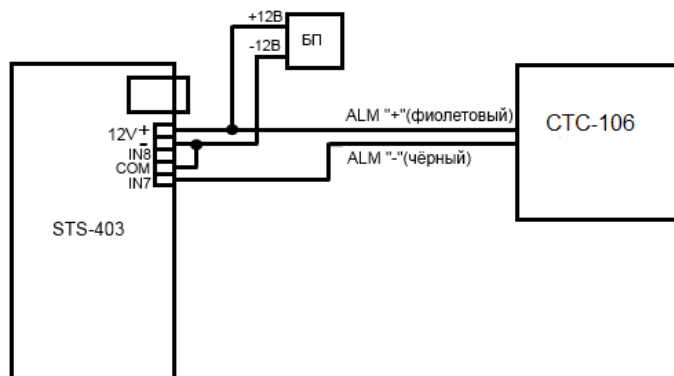 +12В
БП
-12В
ALM "+"(фиолетовый)
СТС-106
12V +
-
IN8
COM
ALM "-"(чёрный)
IN7
STS-403